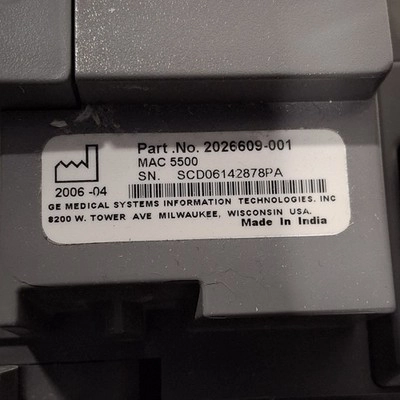 Part .No. 2026609-001
MAC 5500
SN. SCD06142878PA
2006 -04
GE MEDICAL SYSTEMS INFORMATION TECHNOLOGIES, INC
8200 W. TOWER AVE MILWAUKEE, WISCONSIN USA.
Made In India